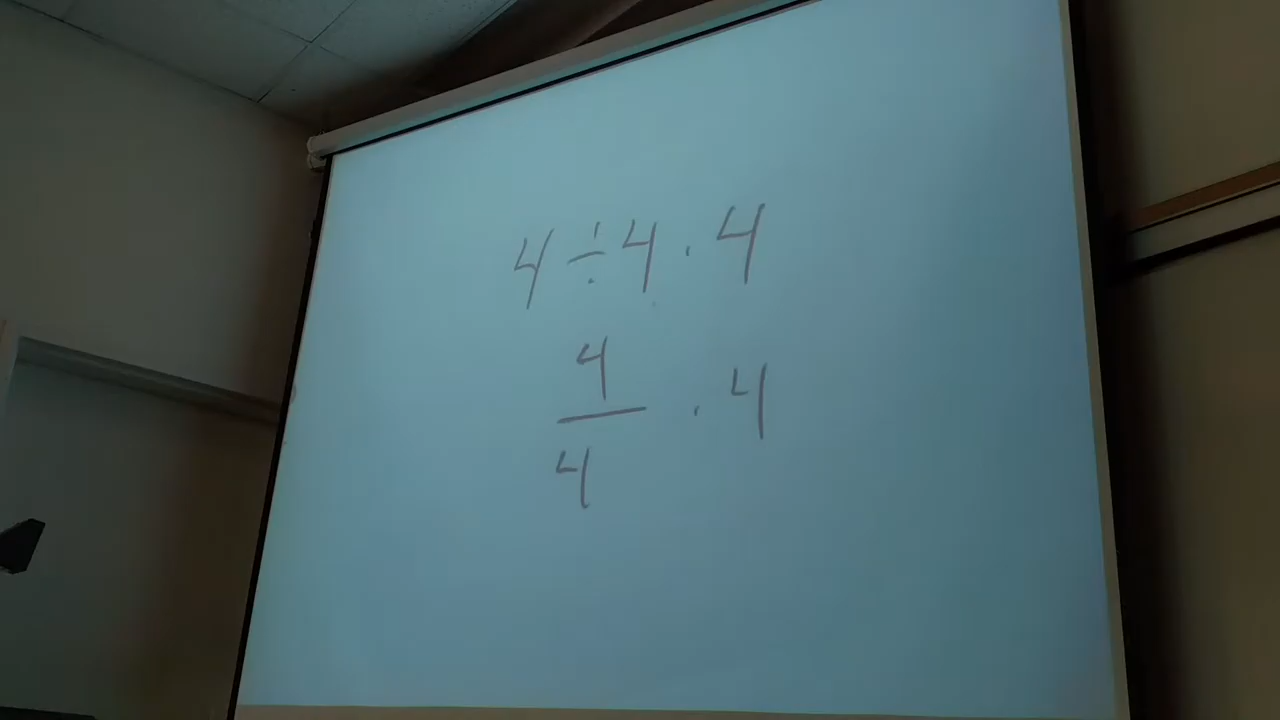 4 ÷ 4 · 4
4
— · 4
4